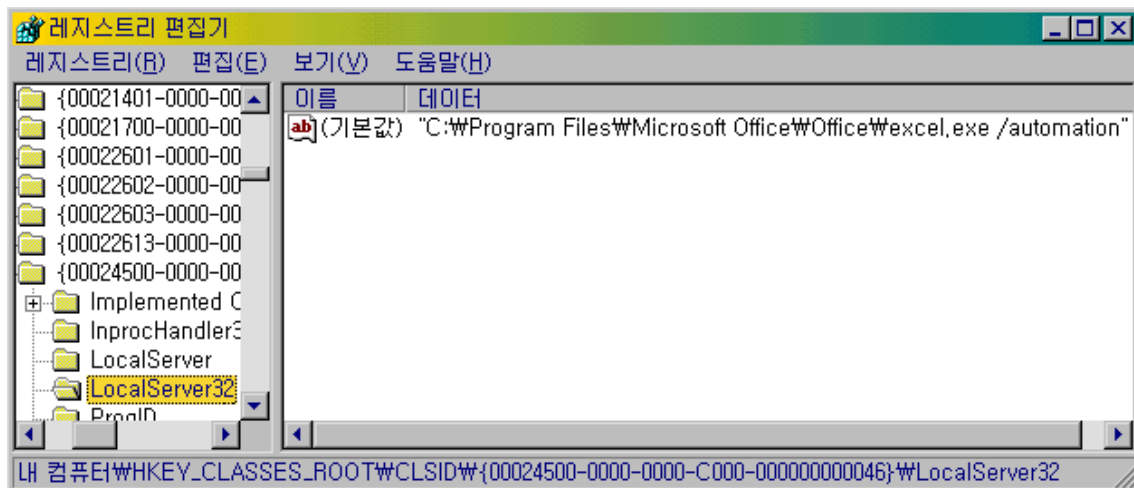 레지스트리 편집기
레지스트리(R) 편집(E) 보기(V) 도움말(H)
{00021401-0000-00
{00021700-0000-00
{00022601-0000-00
{00022602-0000-00
{00022603-0000-00
{00022613-0000-00
{00024500-0000-00
Implemented C
InprocHandler3
LocalServer
LocalServer32
ProgID
이름 데이터
ab (기본값) "C:₩Program Files₩Microsoft Office₩Office₩excel.exe /automation"
내 컴퓨터₩HKEY_CLASSES_ROOT₩CLSID₩{00024500-0000-0000-C000-000000000046}₩LocalServer32